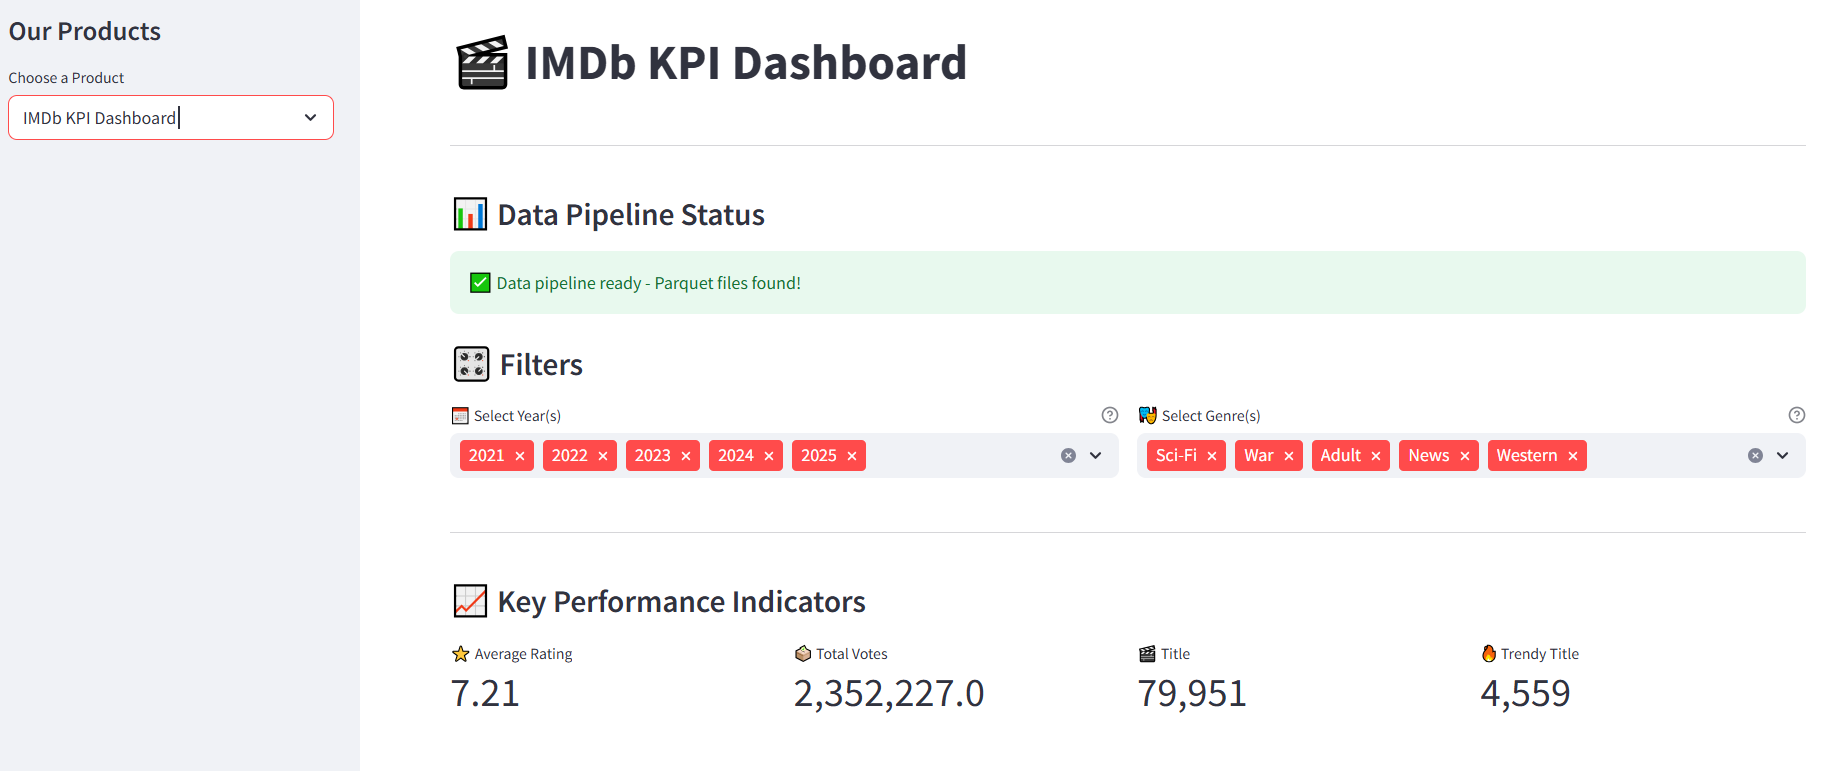 Our Products
Choose a Product
IMDb KPI Dashboard
IMDb KPI Dashboard
Data Pipeline Status
Data pipeline ready - Parquet files found!
Filters
Select Year(s)
2021 × 2022 × 2023 × 2024 × 2025 ×
Select Genre(s)
Sci-Fi × War × Adult × News × Western ×
Key Performance Indicators
Average Rating
7.21
Total Votes
2,352,227.0
Title
79,951
Trendy Title
4,559